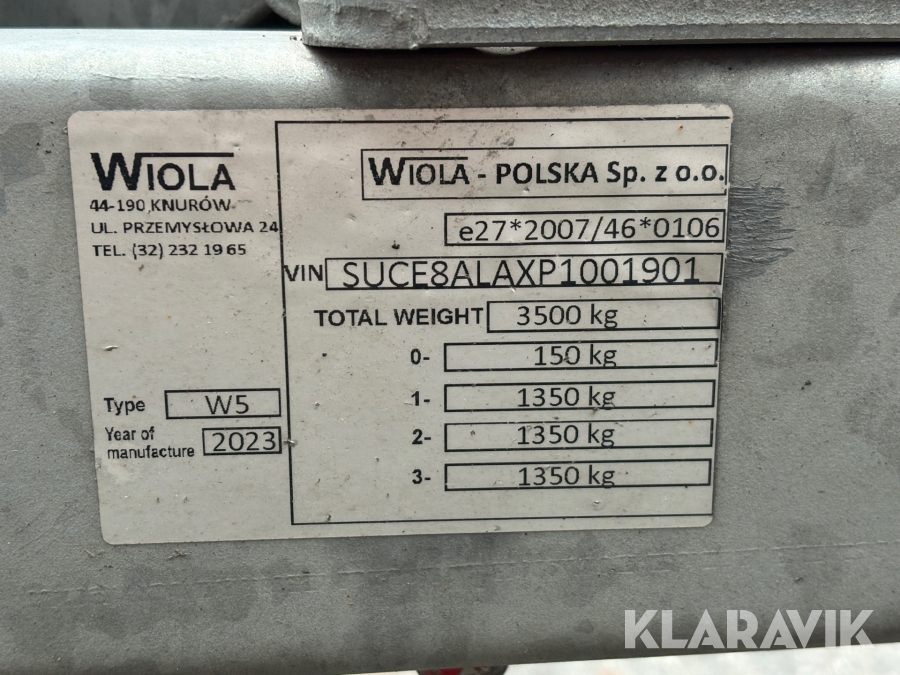 WIOLA
44-190 KNURÓW
UL. PRZEMYSŁOWA 24
TEL. (32) 232 19 65
Type W5
Year of
manufacture 2023
WIOLA - POLSKA Sp. z o.o.
e27*2007/46*0106
VIN SUCE8ALAXP1001901
TOTAL WEIGHT 3500 kg
0- 150 kg
1- 1350 kg
2- 1350 kg
3- 1350 kg
KLARAVIK